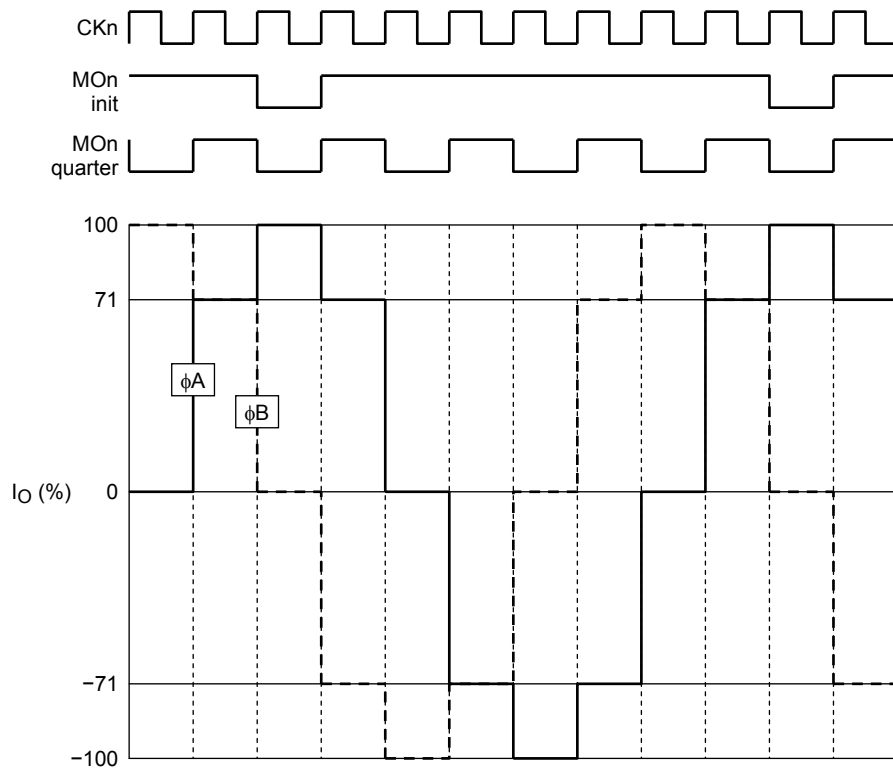 CKn
MOn
init
MOn
quarter
100
71
ϕA
ϕB
IO (%)
0
−71
−100